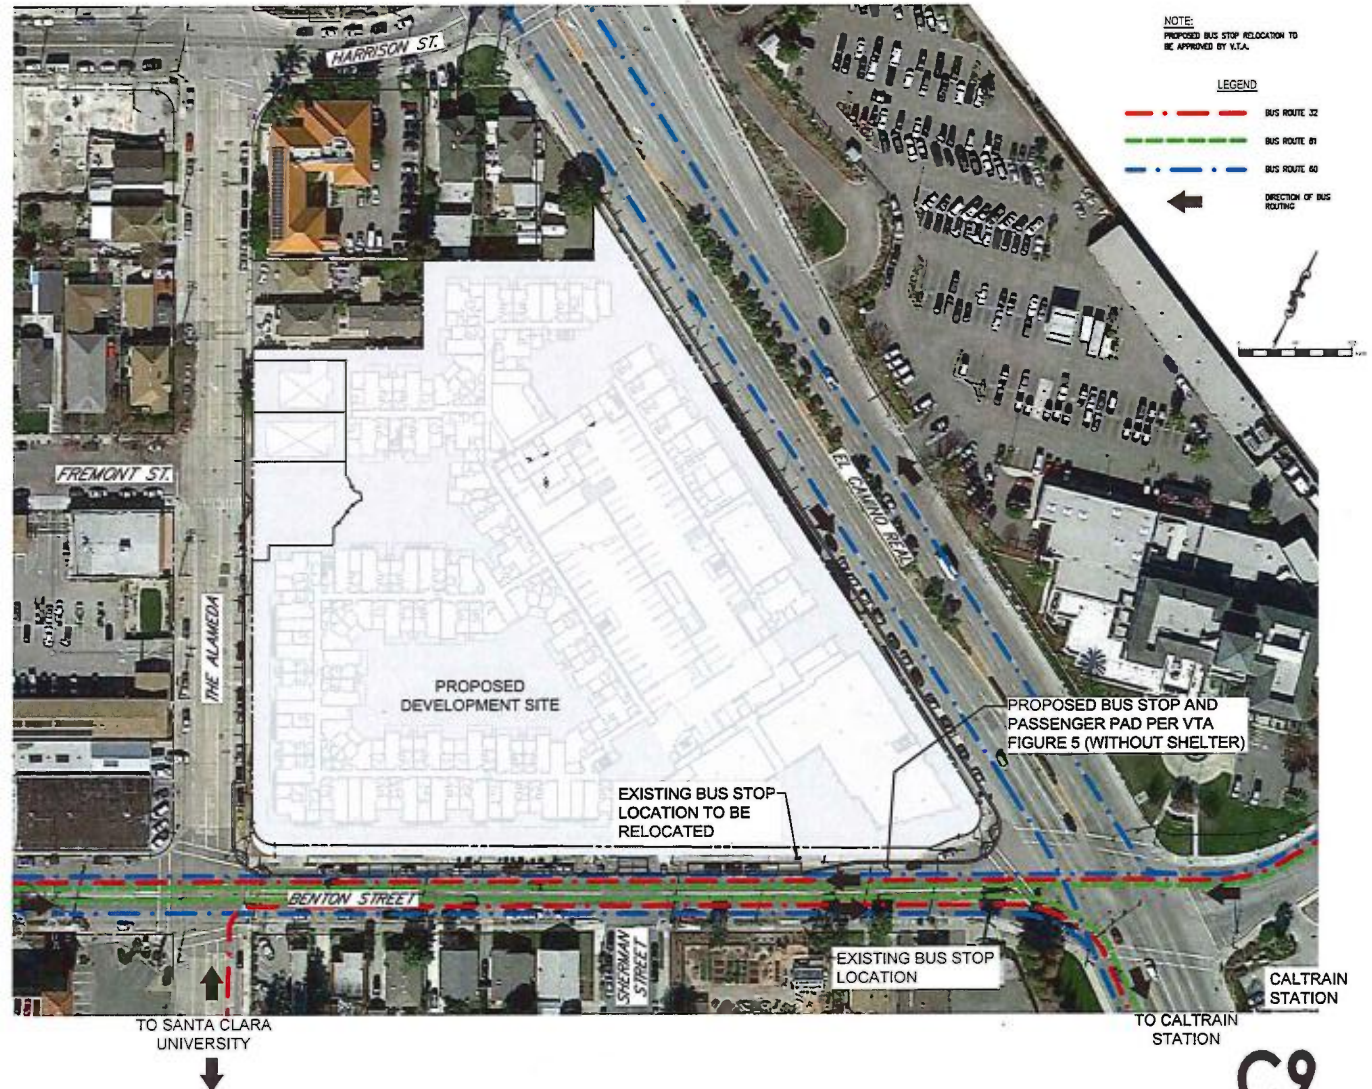 NOTE:
PROPOSED BUS STOP RELOCATION TO
BE APPROVED BY V.T.A.
LEGEND
BUS ROUTE 32
BUS ROUTE 81
BUS ROUTE 60
DIRECTION OF BUS
ROUTING
HARRISON ST.
FREMONT ST.
THE ALAMEDA
EL CAMINO REAL
PROPOSED
DEVELOPMENT SITE
PROPOSED BUS STOP AND
PASSENGER PAD PER VTA
FIGURE 5 (WITHOUT SHELTER)
EXISTING BUS STOP
LOCATION TO BE
RELOCATED
BENTON STREET
SHERMAN
STREET
EXISTING BUS STOP
LOCATION
CALTRAIN
STATION
TO SANTA CLARA
UNIVERSITY
TO CALTRAIN
STATION
C9